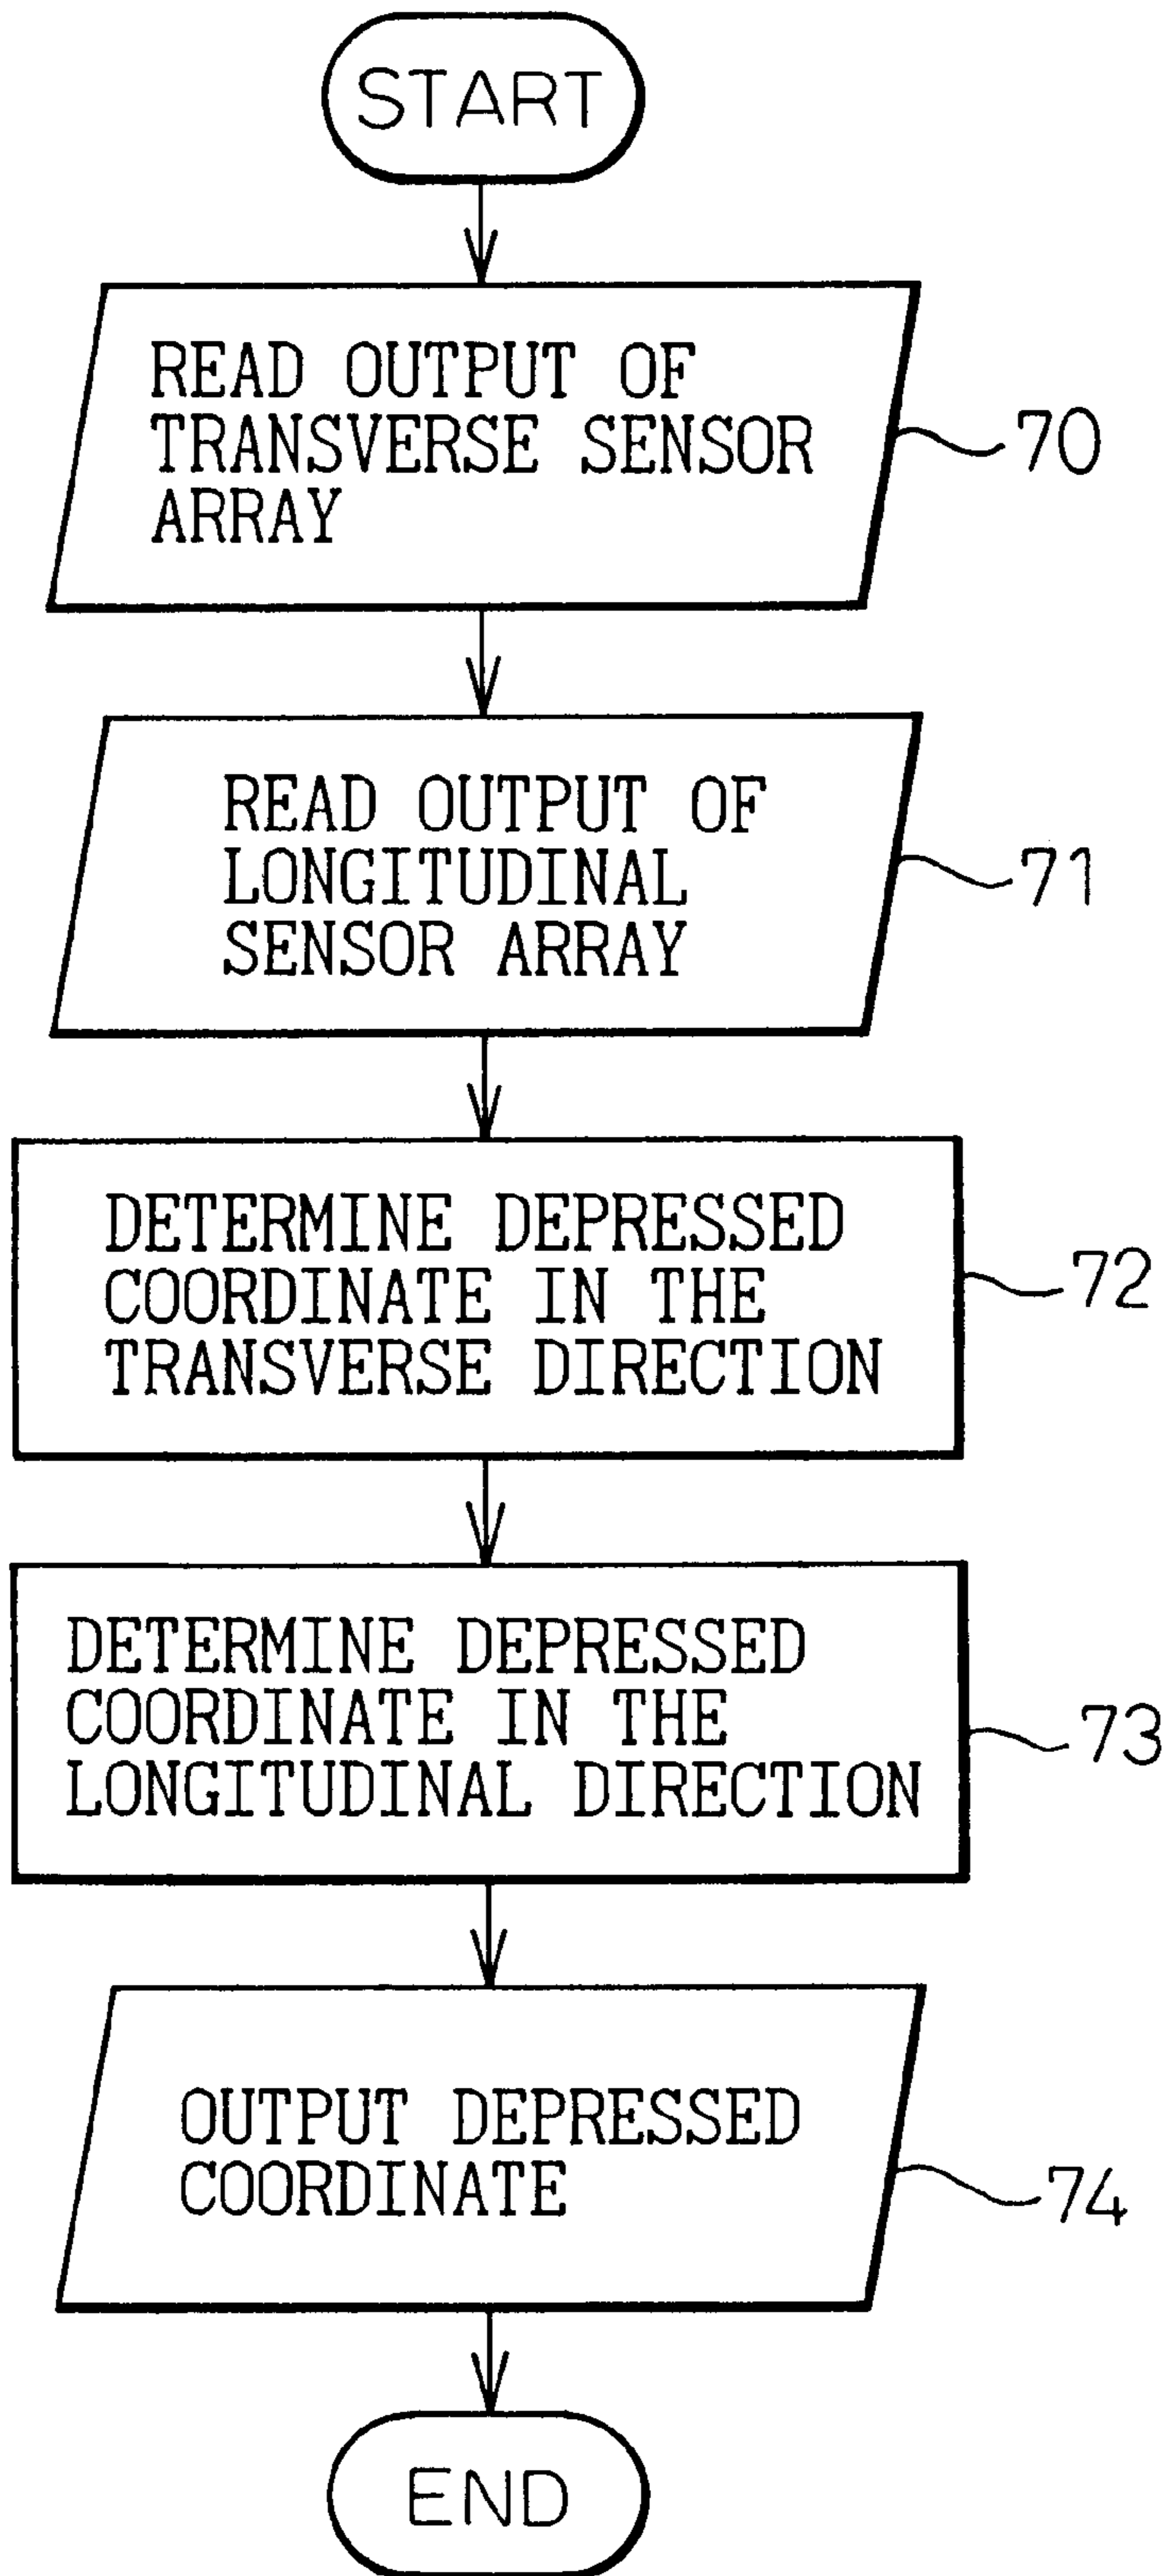 START
READ OUTPUT OF
TRANSVERSE SENSOR
ARRAY
70
READ OUTPUT OF
LONGITUDINAL
SENSOR ARRAY
71
DETERMINE DEPRESSED
COORDINATE IN THE
TRANSVERSE DIRECTION
72
DETERMINE DEPRESSED
COORDINATE IN THE
LONGITUDINAL DIRECTION
73
OUTPUT DEPRESSED
COORDINATE
74
END